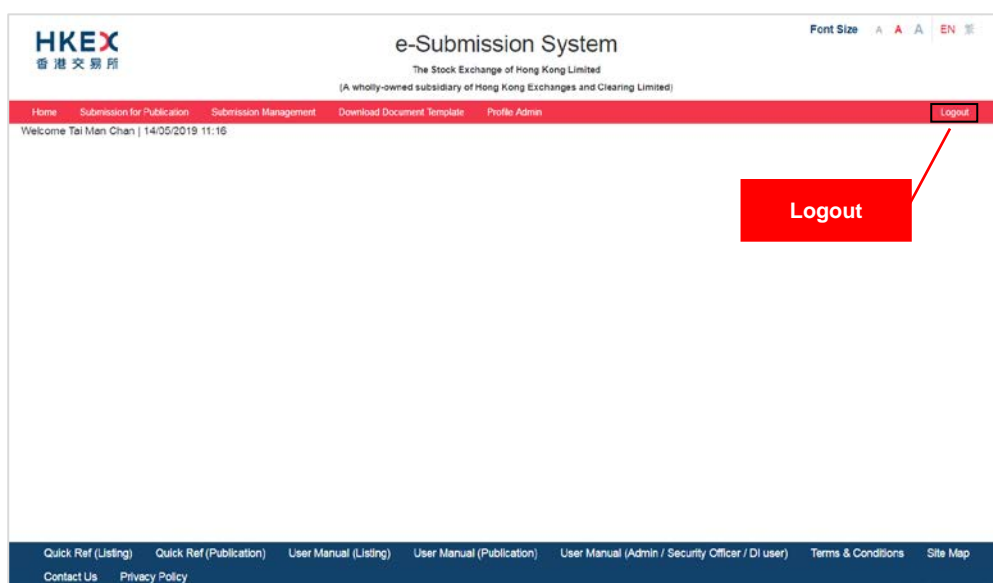 HKEX
香港交易所
e-Submission System
The Stock Exchange of Hong Kong Limited
(A wholly-owned subsidiary of Hong Kong Exchanges and Clearing Limited)
Font Size A A A EN 繁
Home Submission for Publication Submission Management Download Document Template Profile Admin Logout
Welcome Tai Man Chan | 14/05/2019 11:16
Logout
Quick Ref (Listing) Quick Ref (Publication) User Manual (Listing) User Manual (Publication) User Manual (Admin / Security Officer / DI user) Terms & Conditions Site Map
Contact Us Privacy Policy